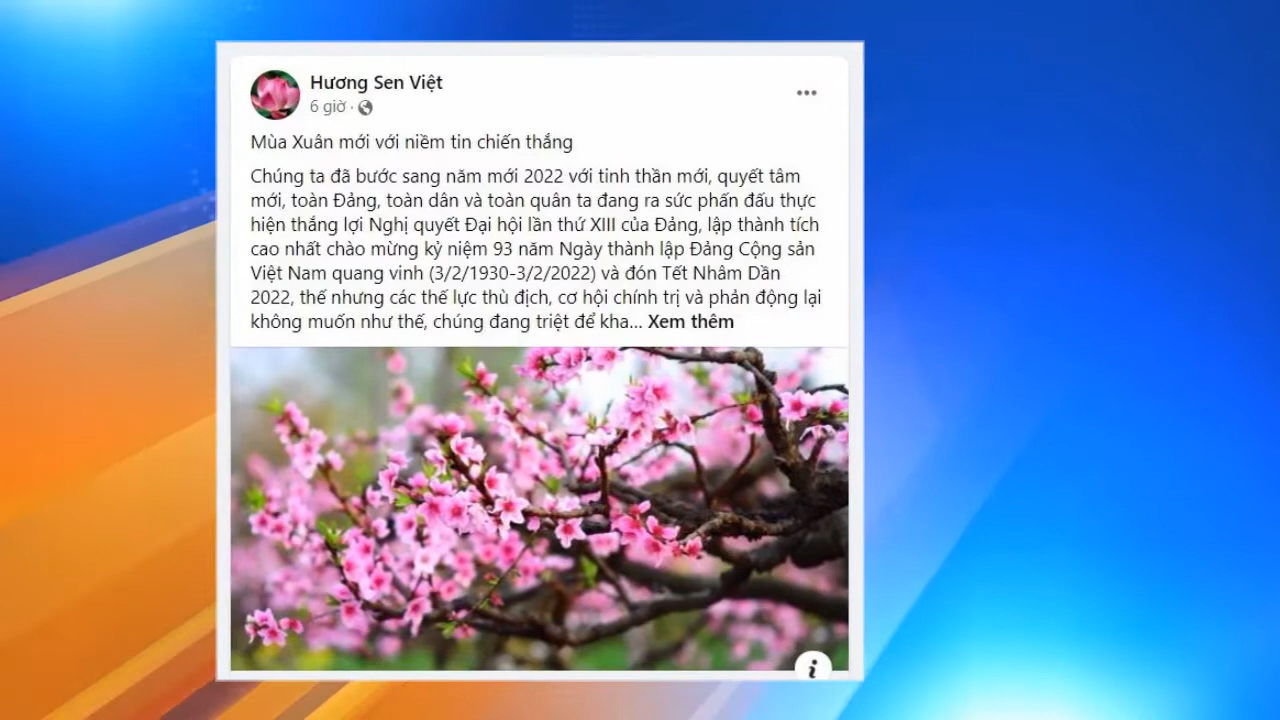 Hương Sen Việt
6 giờ ·
Mùa Xuân mới với niềm tin chiến thắng
Chúng ta đã bước sang năm mới 2022 với tinh thần mới, quyết tâm
mới, toàn Đảng, toàn dân và toàn quân ta đang ra sức phấn đấu thực
hiện thắng lợi Nghị quyết Đại hội lần thứ XIII của Đảng, lập thành tích
cao nhất chào mừng kỷ niệm 93 năm Ngày thành lập Đảng Cộng sản
Việt Nam quang vinh (3/2/1930-3/2/2022) và đón Tết Nhâm Dần
2022, thế nhưng các thế lực thù địch, cơ hội chính trị và phản động lại
không muốn như thế, chúng đang triệt để kha... Xem thêm